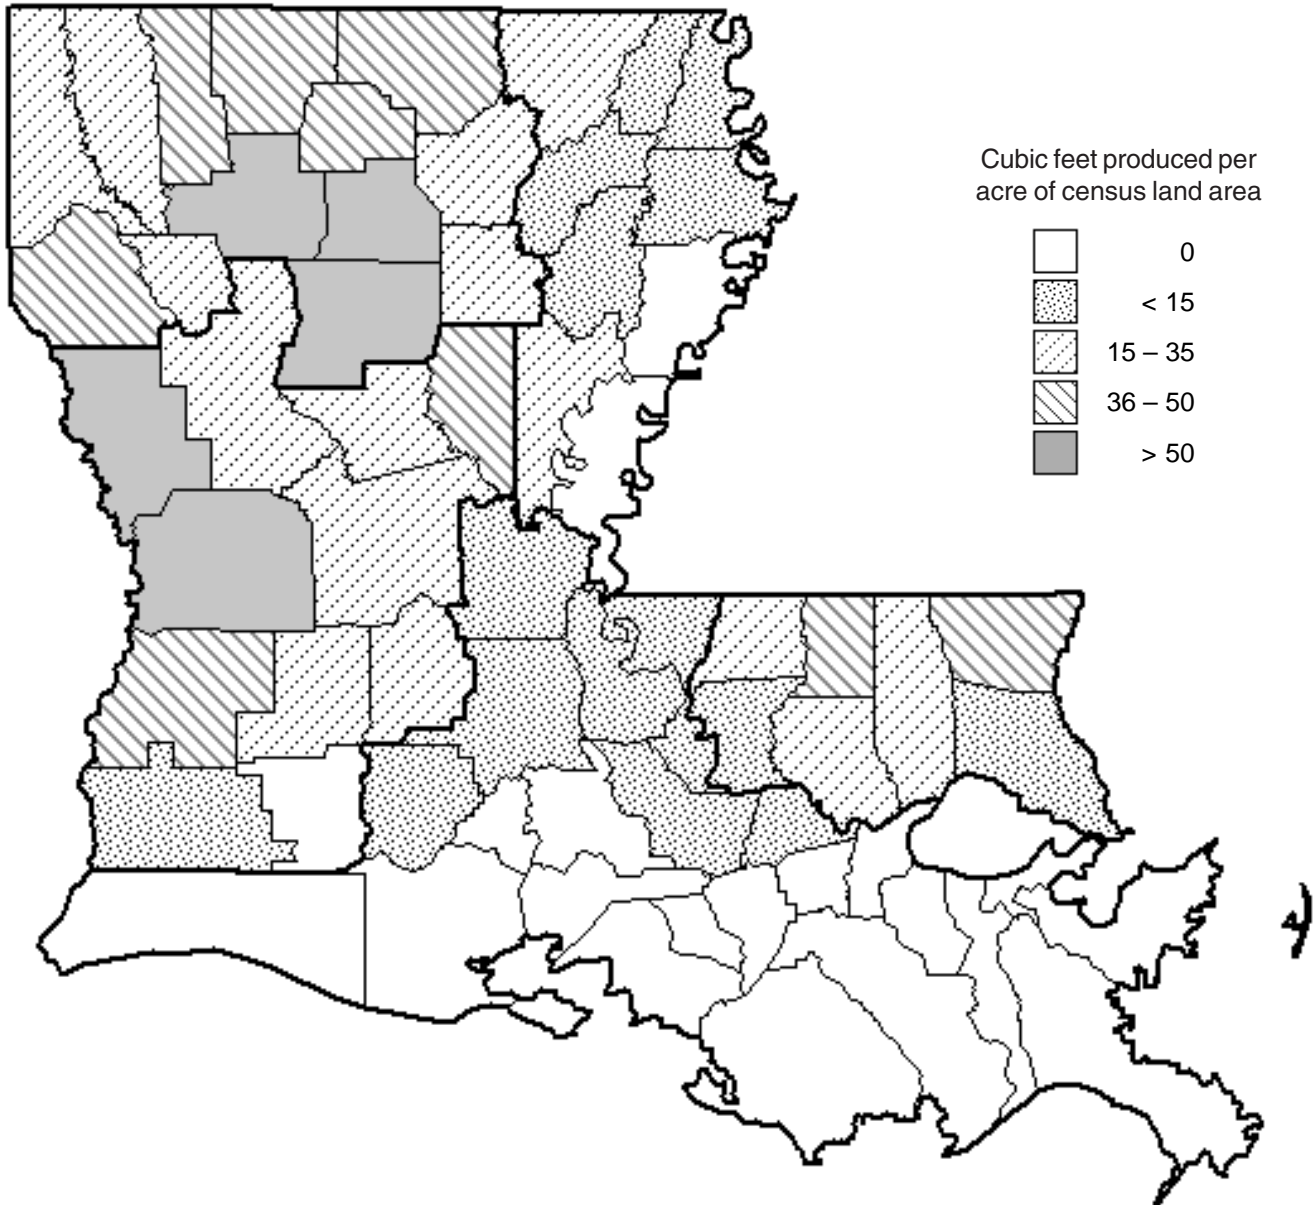 Cubic feet produced per
acre of census land area
0
< 15
15 – 35
36 – 50
> 50